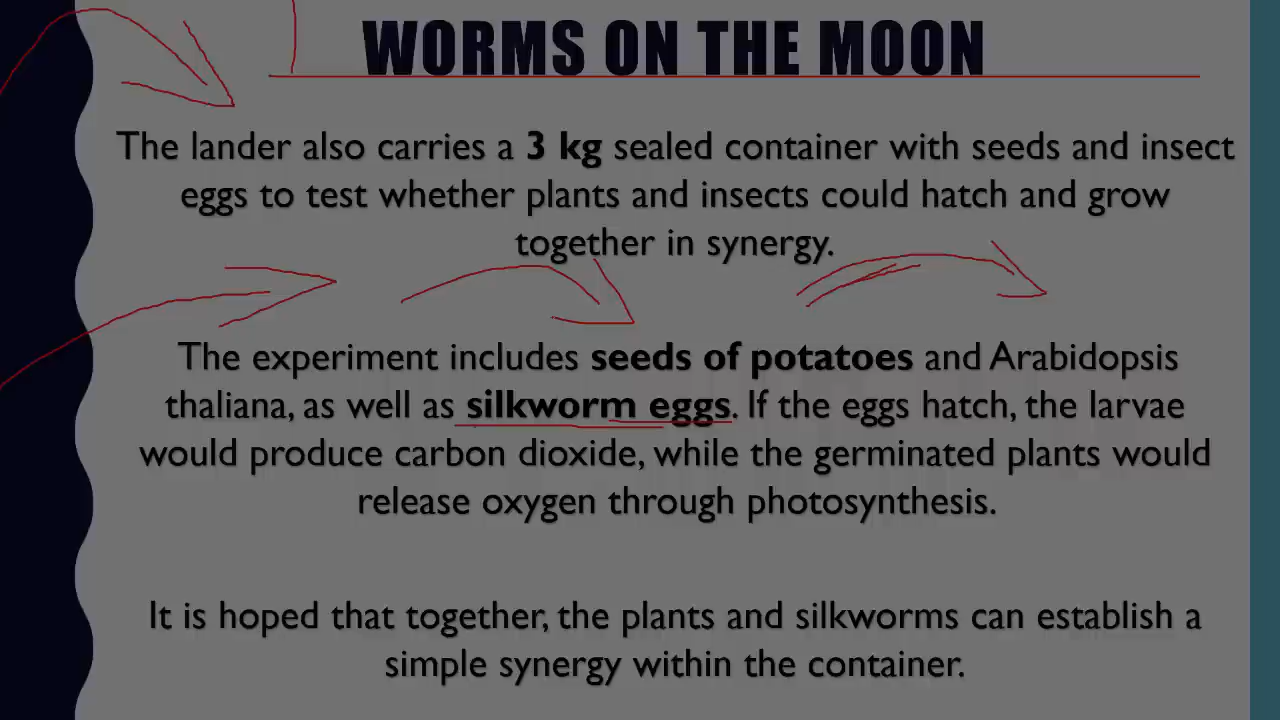 WORMS ON THE MOON
The lander also carries a 3 kg sealed container with seeds and insect
eggs to test whether plants and insects could hatch and grow
together in synergy.
The experiment includes seeds of potatoes and Arabidopsis
thaliana, as well as silkworm eggs. If the eggs hatch, the larvae
would produce carbon dioxide, while the germinated plants would
release oxygen through photosynthesis.
It is hoped that together, the plants and silkworms can establish a
simple synergy within the container.